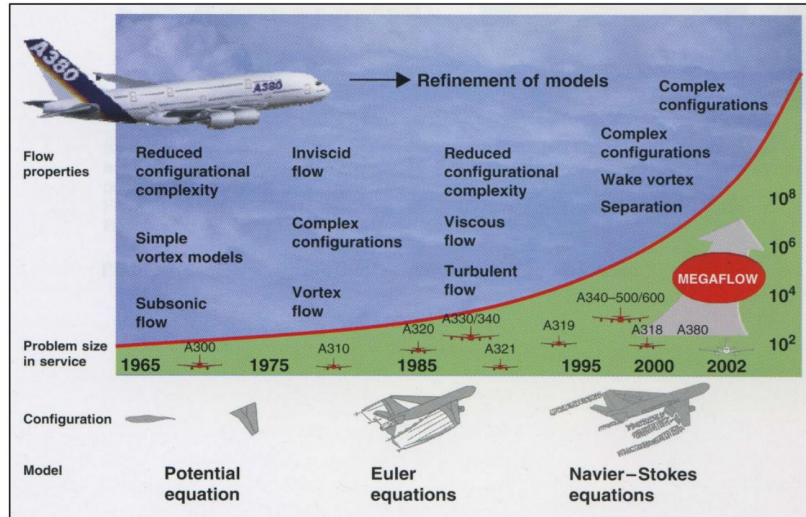 A380
A380
Refinement of models
Complex
configurations
Flow
properties
Reduced
configurational
complexity
Simple
vortex models
Subsonic
flow
Inviscid
flow
Complex
configurations
Vortex
flow
Reduced
configurational
complexity
Viscous
flow
Turbulent
flow
Complex
configurations
Wake vortex
Separation
10⁸
10⁶
10⁴
10²
MEGAFLOW
A300
A310
A320
A330/340
A321
A319
A340–500/600
A318
A380
Problem size
in service
1965
1975
1985
1995
2000
2002
Configuration
Model
Potential
equation
Euler
equations
Navier–Stokes
equations